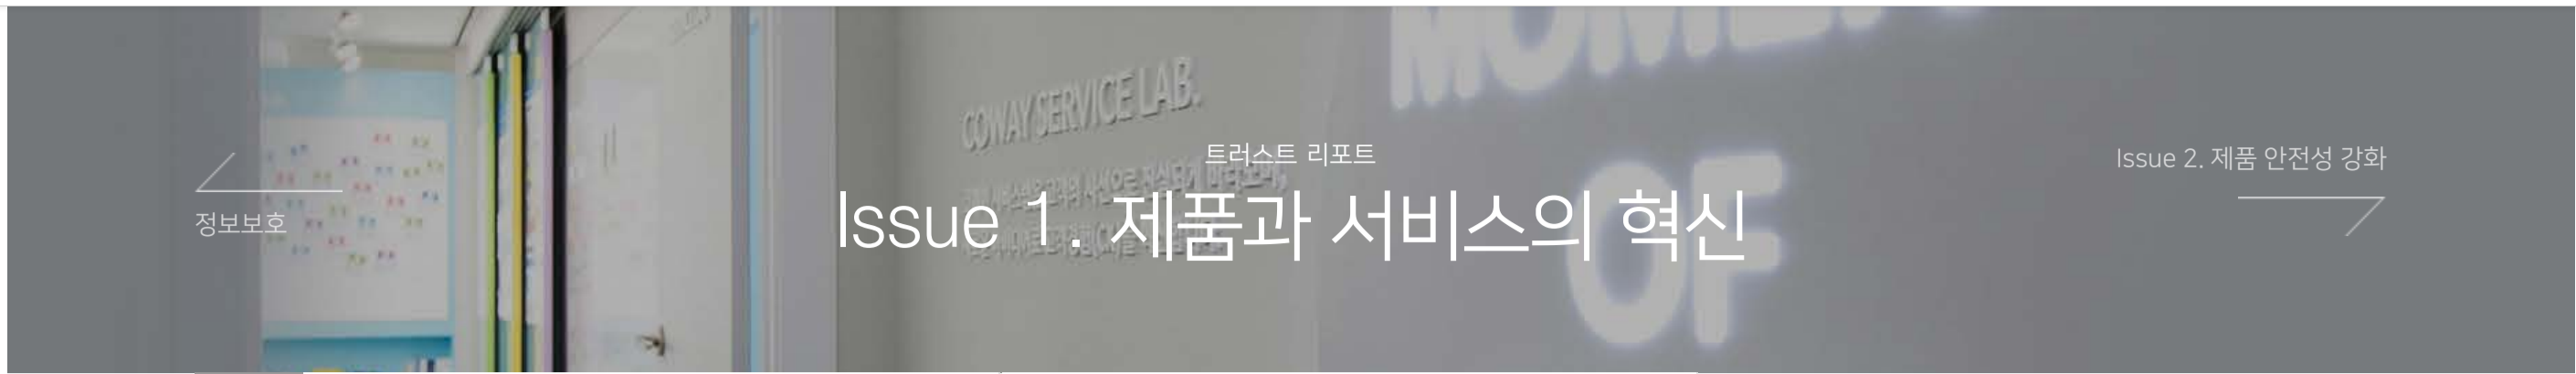 MOMEN
COWAY SERVICE LAB.
OF
트러스트 리포트
Issue 1. 제품과 서비스의 혁신
정보보호
Issue 2. 제품 안전성 강화